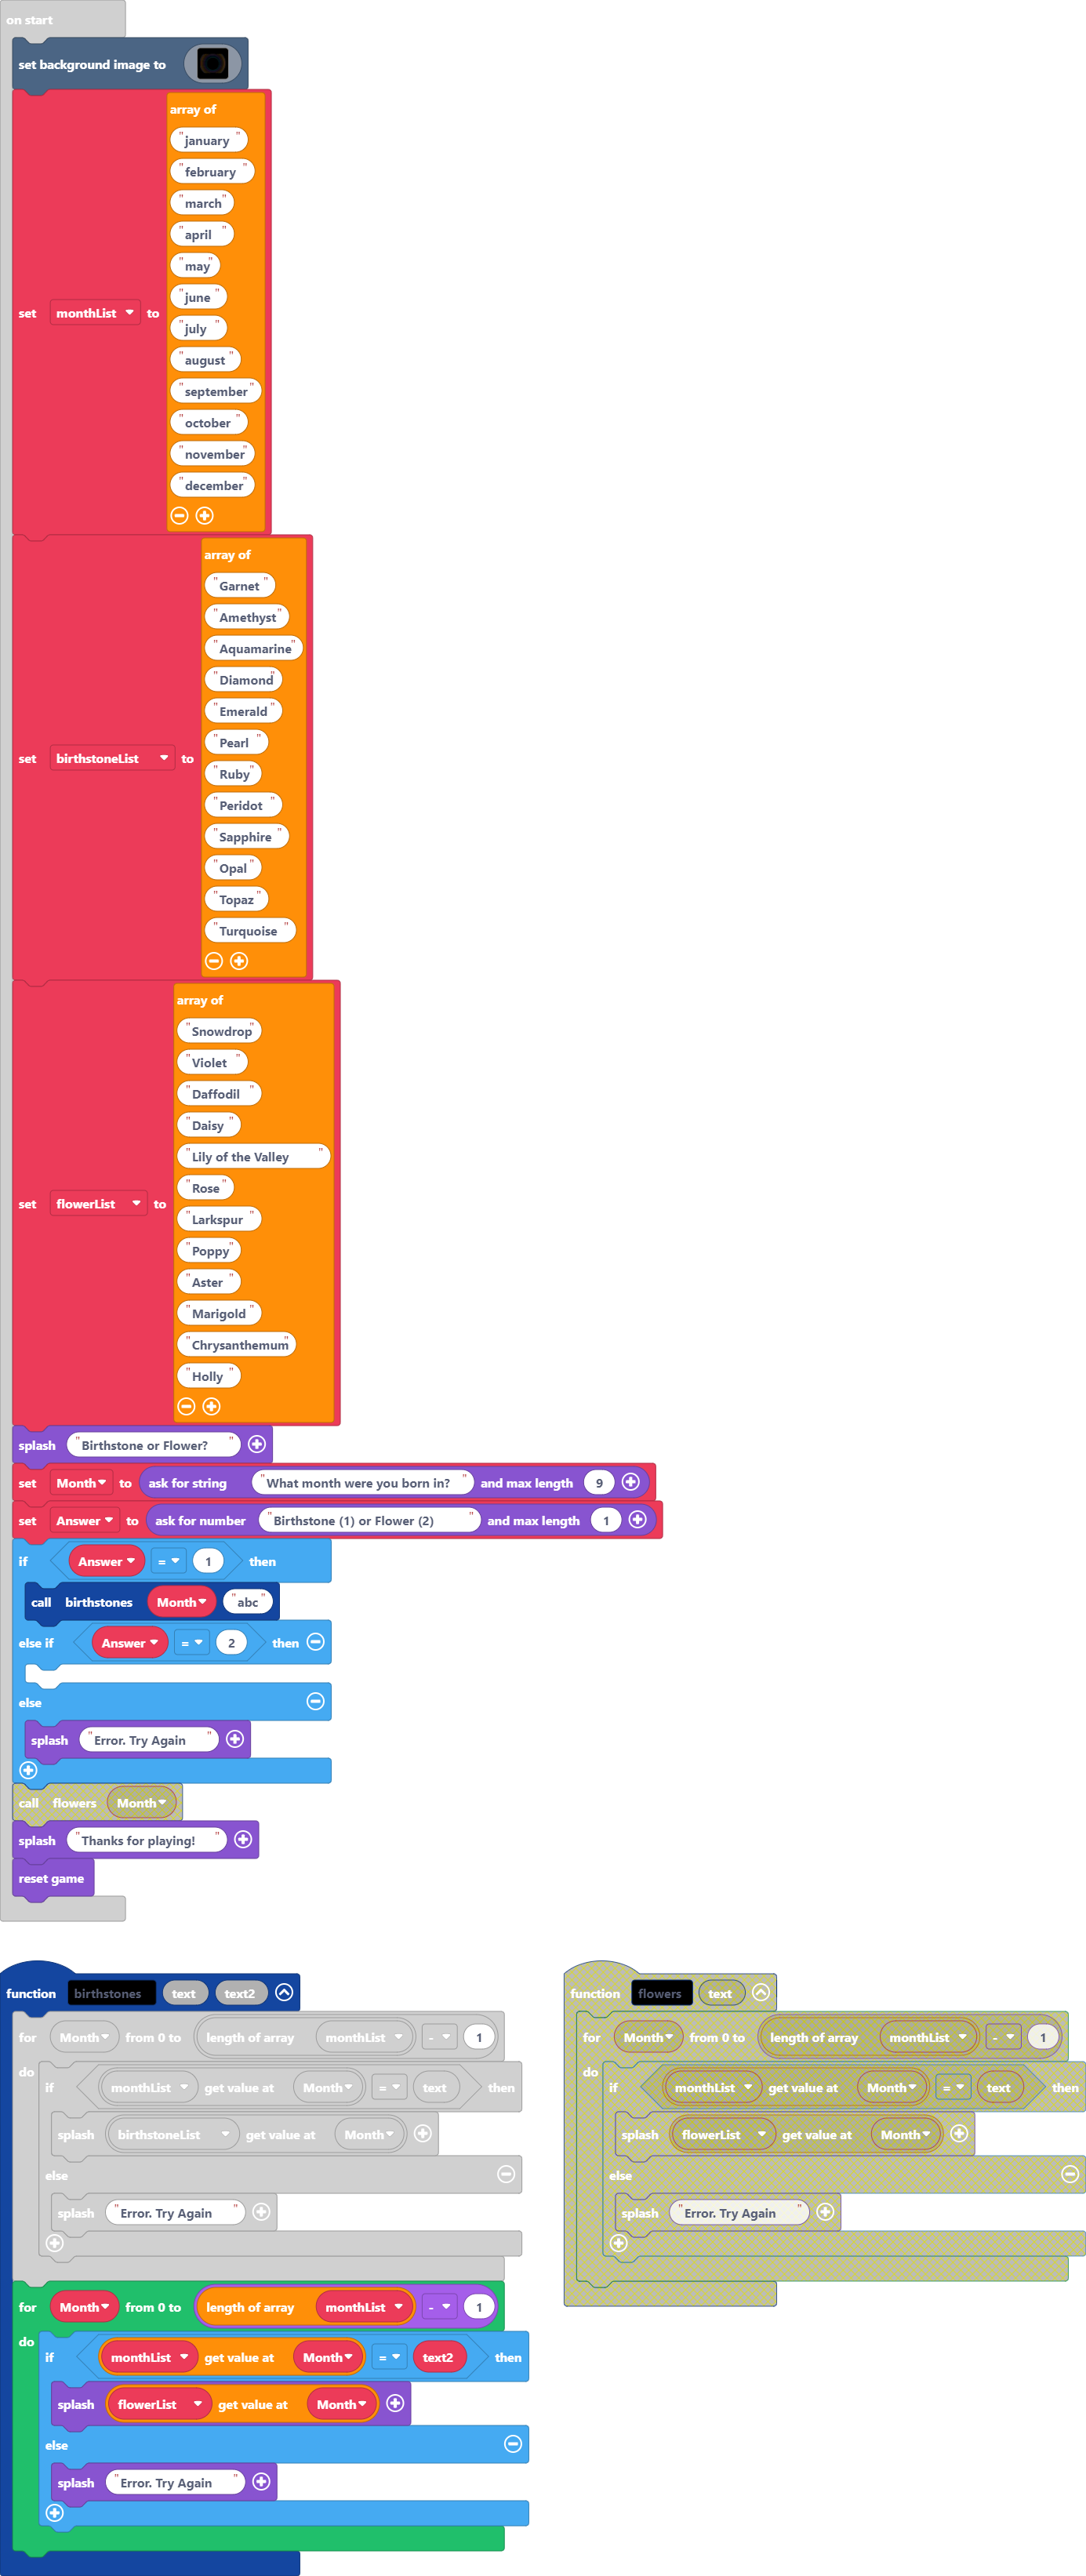 on start
set background image to
set monthList to array of
"january"
"february"
"march"
"april"
"may"
"june"
"july"
"august"
"september"
"october"
"november"
"december"
set birthstoneList to array of
"Garnet"
"Amethyst"
"Aquamarine"
"Diamond"
"Emerald"
"Pearl"
"Ruby"
"Peridot"
"Sapphire"
"Opal"
"Topaz"
"Turquoise"
set flowerList to array of
"Snowdrop"
"Violet"
"Daffodil"
"Daisy"
"Lily of the Valley"
"Rose"
"Larkspur"
"Poppy"
"Aster"
"Marigold"
"Chrysanthemum"
"Holly"
splash "Birthstone or Flower?"
set Month to ask for string "What month were you born in?" and max length 9
set Answer to ask for number "Birthstone (1) or Flower (2)" and max length 1
if Answer = 1 then
call birthstones Month "abc"
else if Answer = 2 then
else
splash "Error. Try Again"
call flowers Month
splash "Thanks for playing!"
reset game
function birthstones text text2
for Month from 0 to length of array monthList - 1
do
if monthList get value at Month = text then
splash birthstoneList get value at Month
else
splash "Error. Try Again"
for Month from 0 to length of array monthList - 1
do
if monthList get value at Month = text2 then
splash flowerList get value at Month
else
splash "Error. Try Again"
function flowers text
for Month from 0 to length of array monthList - 1
do
if monthList get value at Month = text then
splash flowerList get value at Month
else
splash "Error. Try Again"